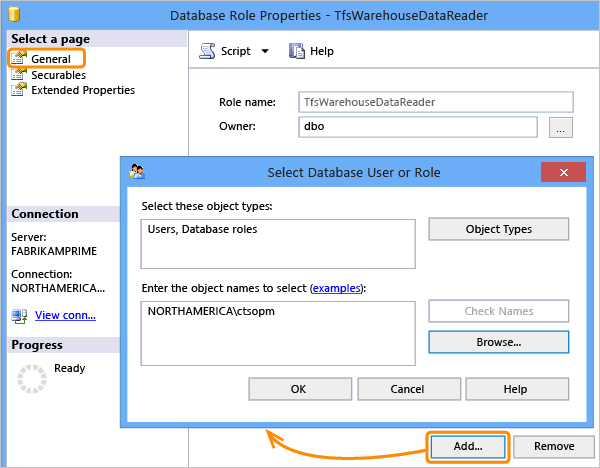 Database Role Properties - TfsWarehouseDataReader
Select a page
General
Securables
Extended Properties
Script
Help
Role name: TfsWarehouseDataReader
Owner: dbo
...
Select Database User or Role
Select these object types:
Users, Database roles
Object Types
Enter the object names to select (examples):
NORTHAMERICA\ctsopm
Check Names
Browse...
OK
Cancel
Help
Connection
Server:
FABRIKAMPRIME
Connection:
NORTHAMERICA...
View conn...
Progress
Ready
Add...
Remove